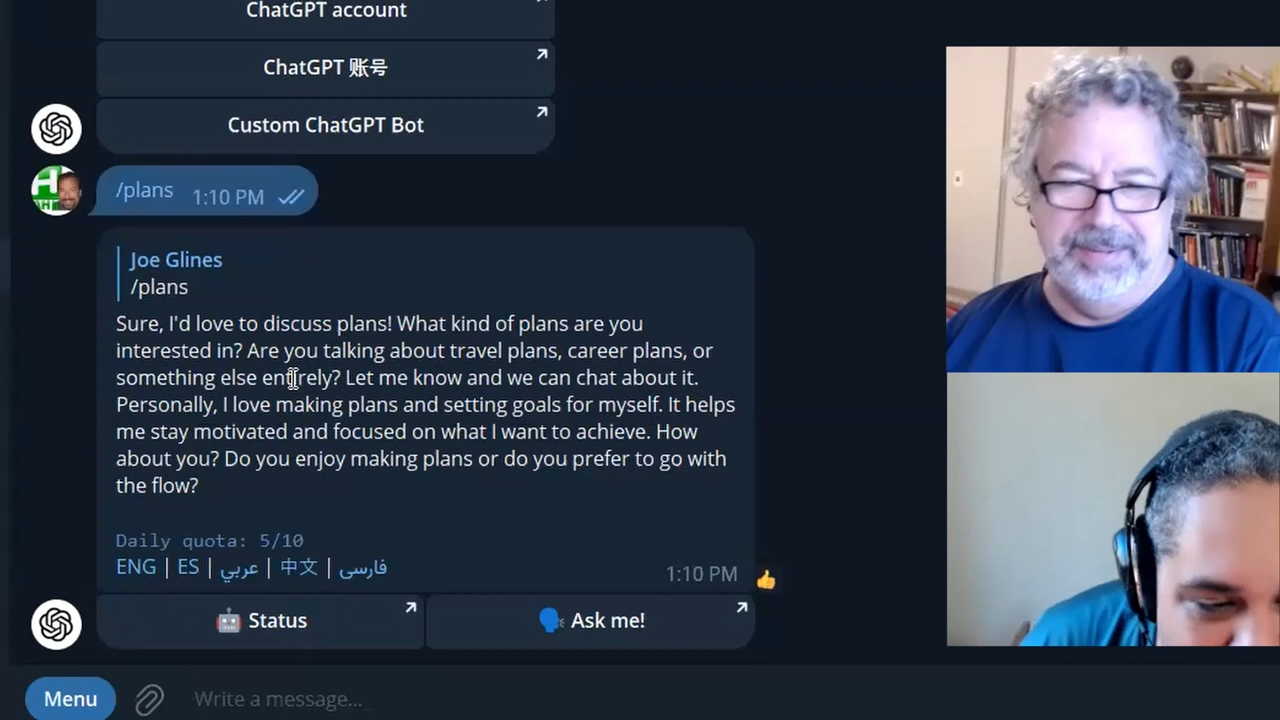 ChatGPT account
ChatGPT 账号
Custom ChatGPT Bot
/plans
1:10 PM
Joe Glines
/plans
Sure, I'd love to discuss plans! What kind of plans are you
interested in? Are you talking about travel plans, career plans, or
something else entirely? Let me know and we can chat about it.
Personally, I love making plans and setting goals for myself. It helps
me stay motivated and focused on what I want to achieve. How
about you? Do you enjoy making plans or do you prefer to go with
the flow?
Daily quota: 5/10
ENG | ES | عربي | 中文 | فارسی
1:10 PM
Status
Ask me!
Menu
Write a message...